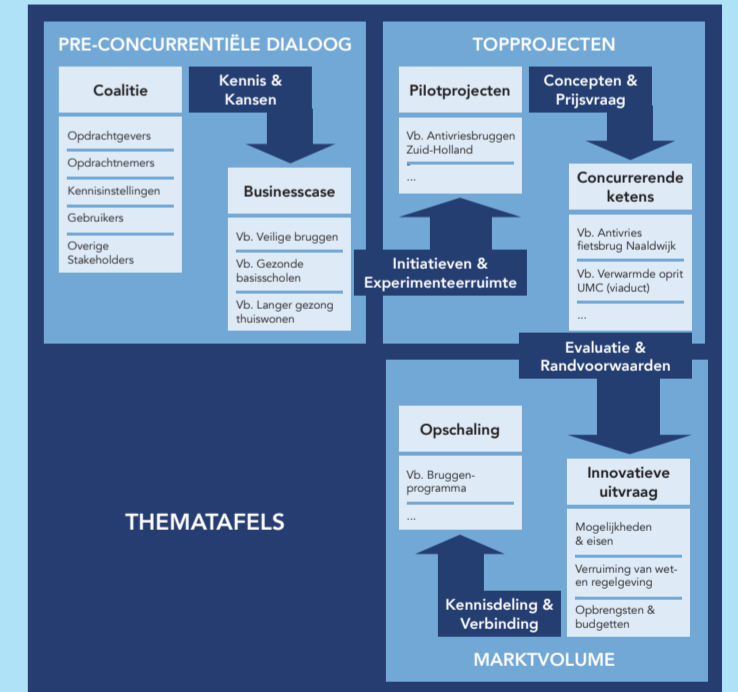 PRE-CONCURRENTIËLE DIALOOG
Coalitie
Opdrachtgevers
Opdrachtnemers
Kennisinstellingen
Gebruikers
Overige
Stakeholders
Kennis &
Kansen
Businesscase
Vb. Veilige bruggen
Vb. Gezonde
basisscholen
Vb. Langer gezong
thuiswonen
Initiatieven &
Experimenteerruimte
TOPPROJECTEN
Pilotprojecten
Vb. Antivriesbruggen
Zuid-Holland
...
Concepten &
Prijsvraag
Concurrerende
ketens
Vb. Antivries
fietsbrug Naaldwijk
Vb. Verwarmde oprit
UMC (viaduct)
...
Evaluatie &
Randvoorwaarden
Innovatieve
uitvraag
Mogelijkheden
& eisen
Verruiming van wet-
en regelgeving
Opbrengsten &
budgetten
Kennisdeling &
Verbinding
Opschaling
Vb. Bruggen-
programma
...
MARKTVOLUME
THEMATAFELS